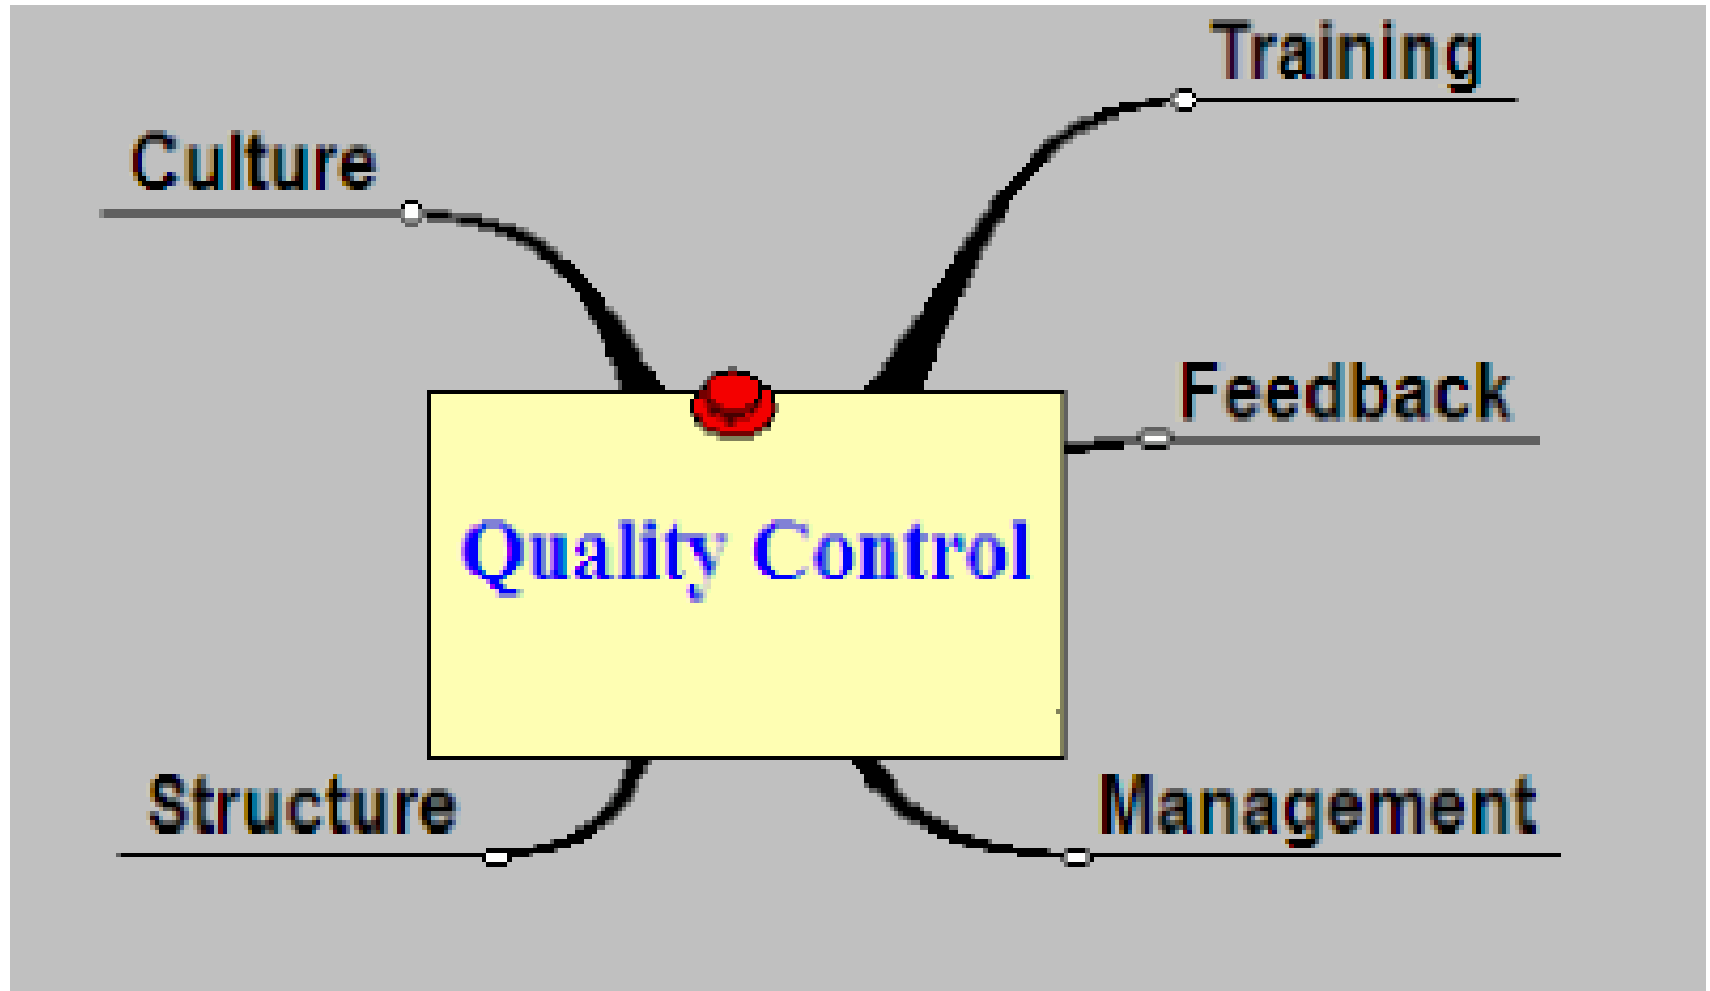 Training
Culture
Feedback
Quality Control
Structure
Management